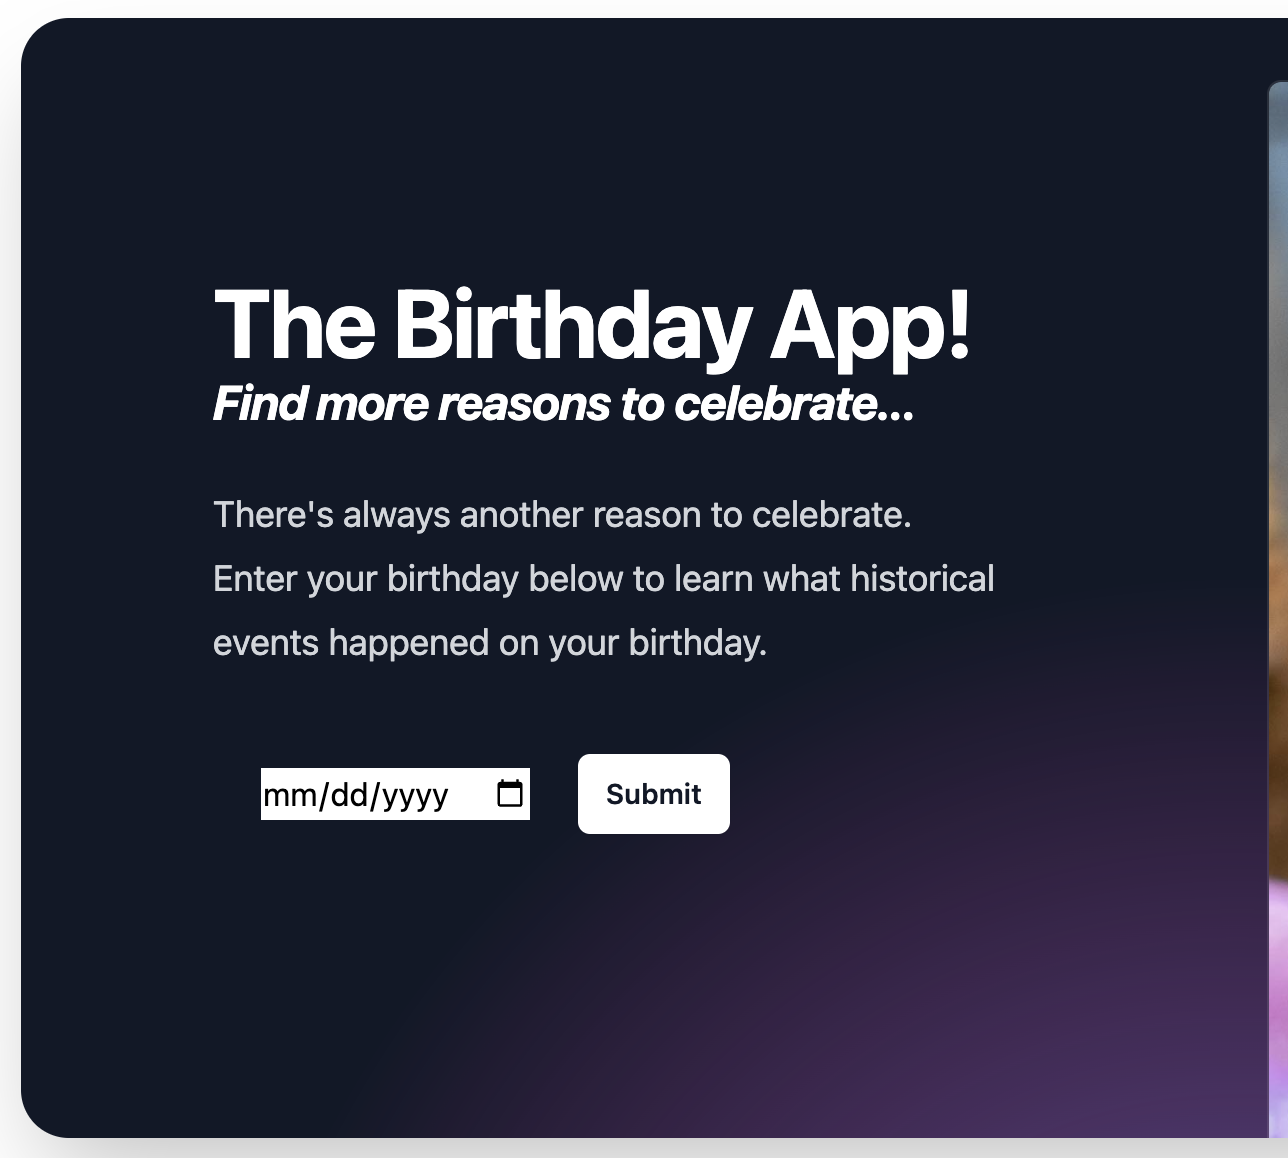 The Birthday App!
Find more reasons to celebrate...
There's always another reason to celebrate.
Enter your birthday below to learn what historical
events happened on your birthday.
mm/dd/yyyy
Submit